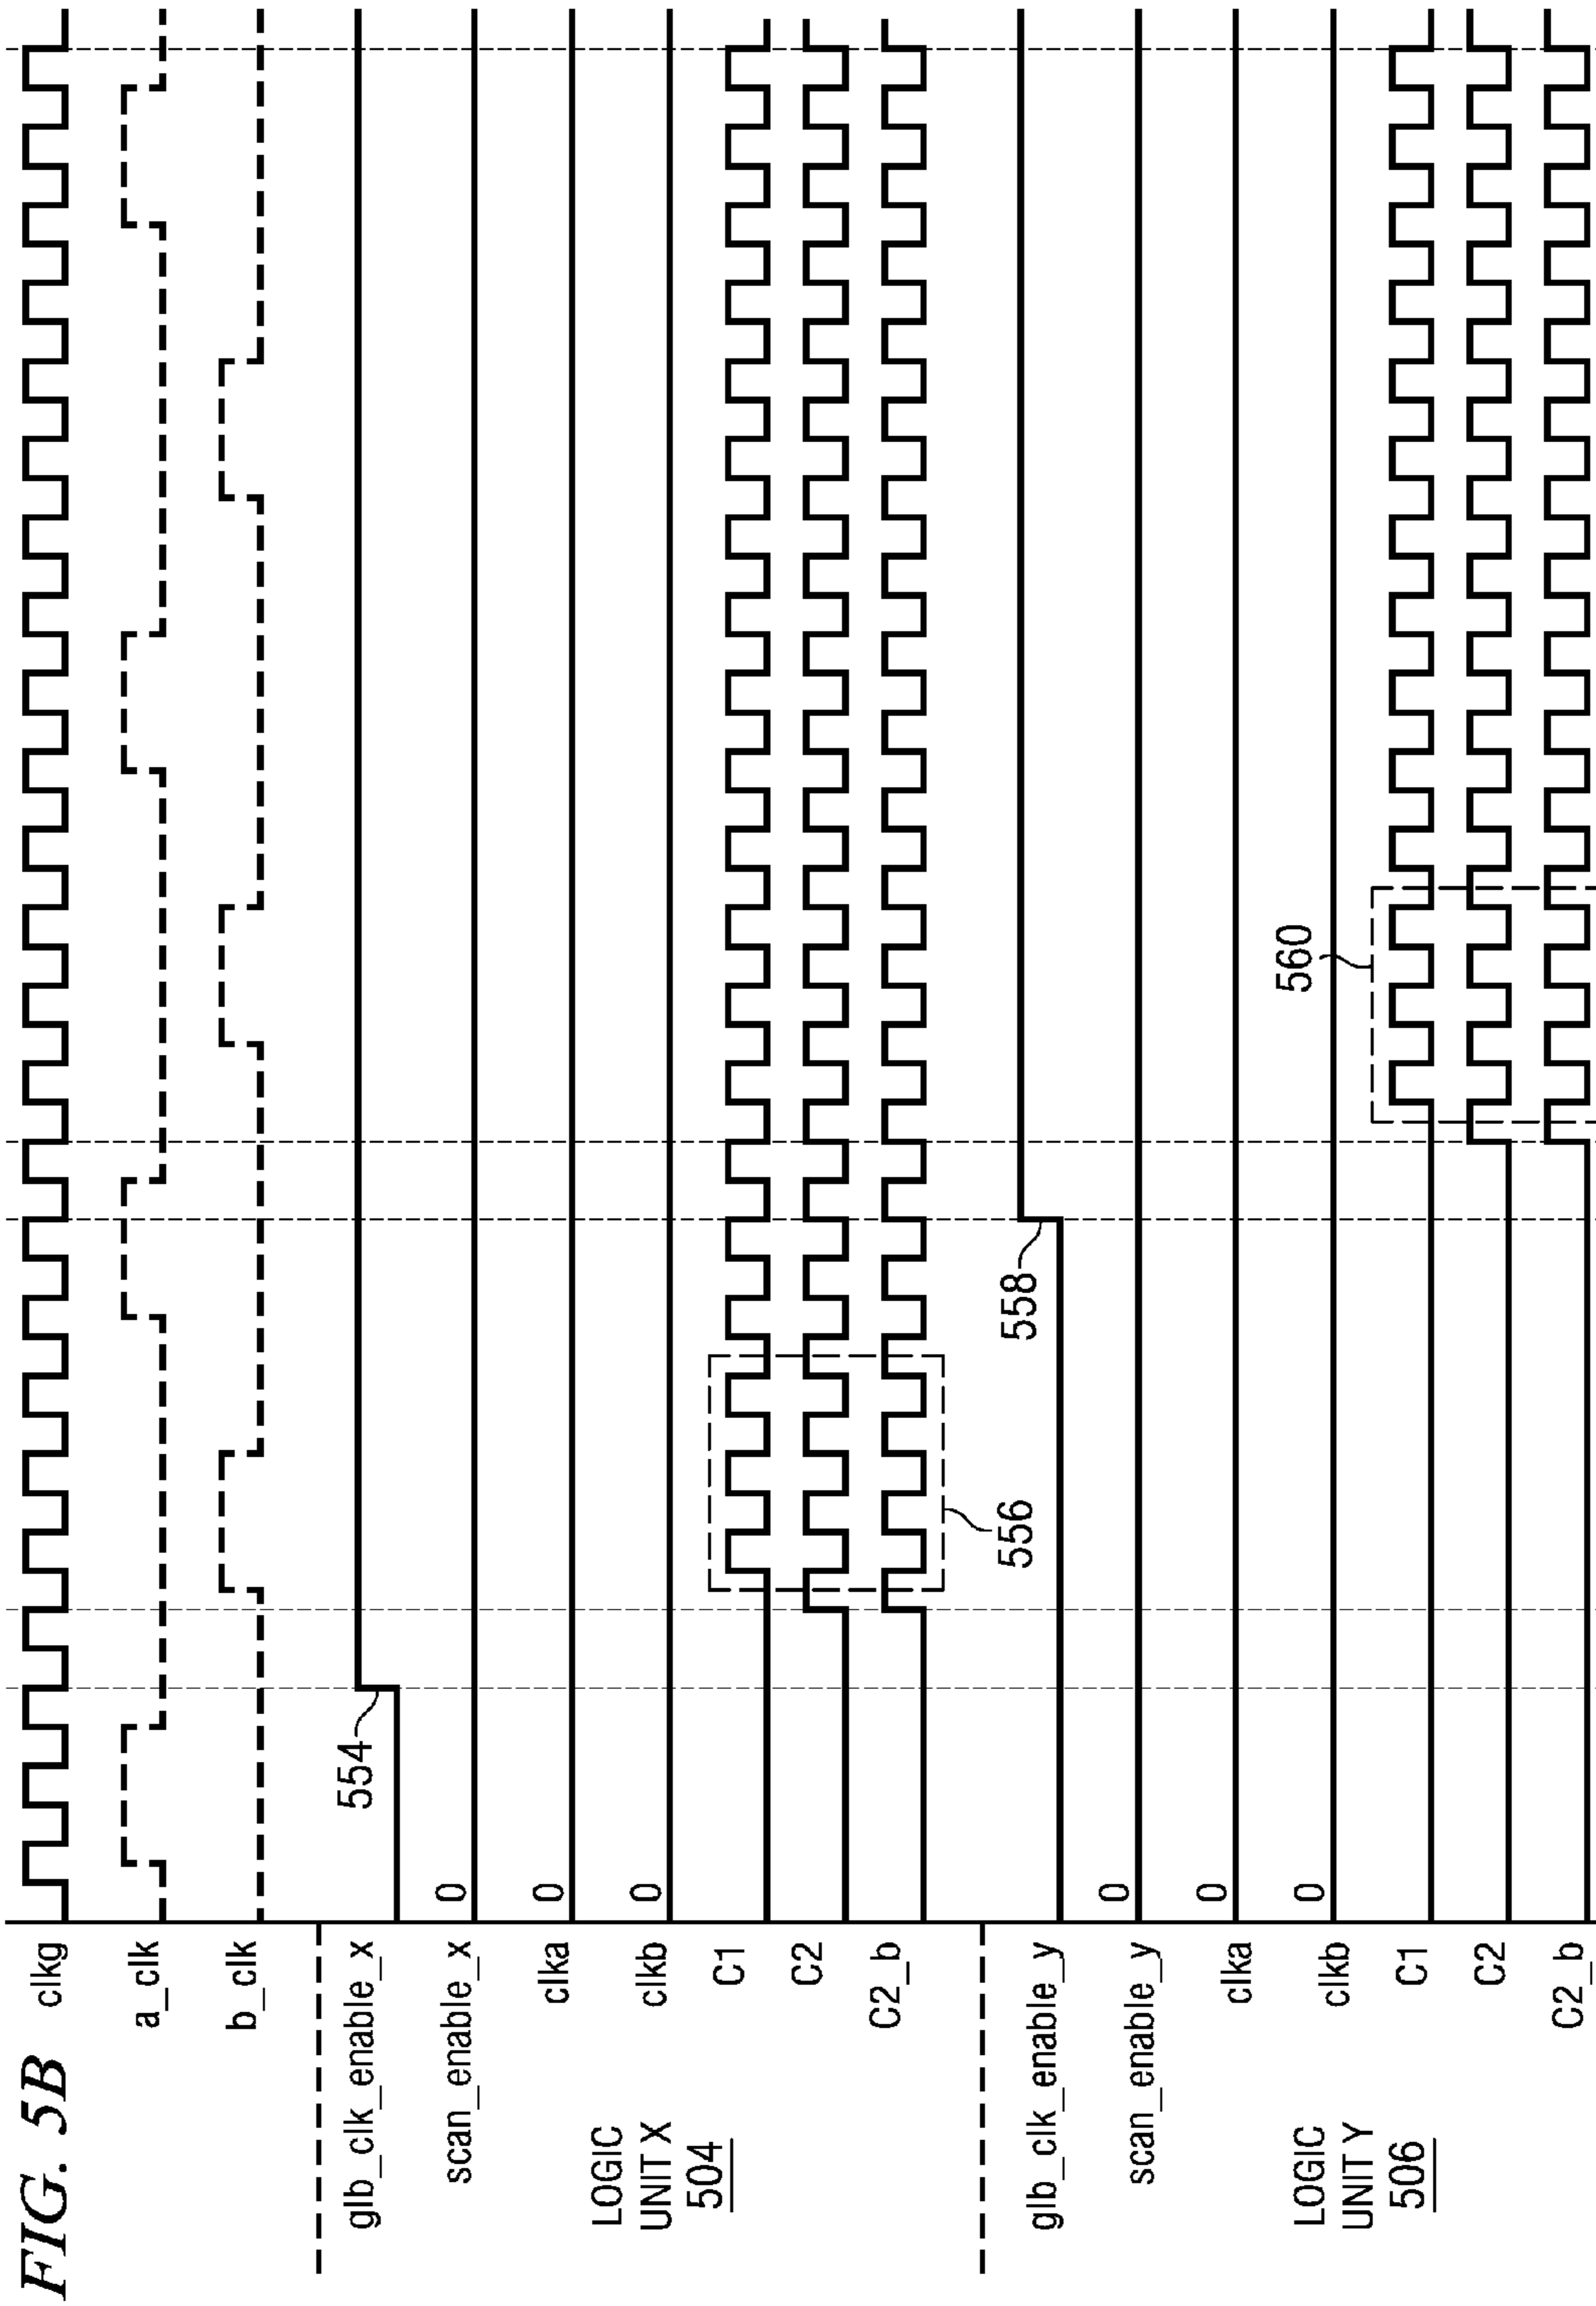 FIG. 5B
clkg
a_clk
b_clk
glb_clk_enable_x
554
scan_enable_x
0
clka
0
clkb
0
LOGIC
UNIT X
504
C1
C2
C2_b
556
glb_clk_enable_y
558
scan_enable_y
0
clka
0
clkb
0
LOGIC
UNIT Y
506
560
C1
C2
C2_b